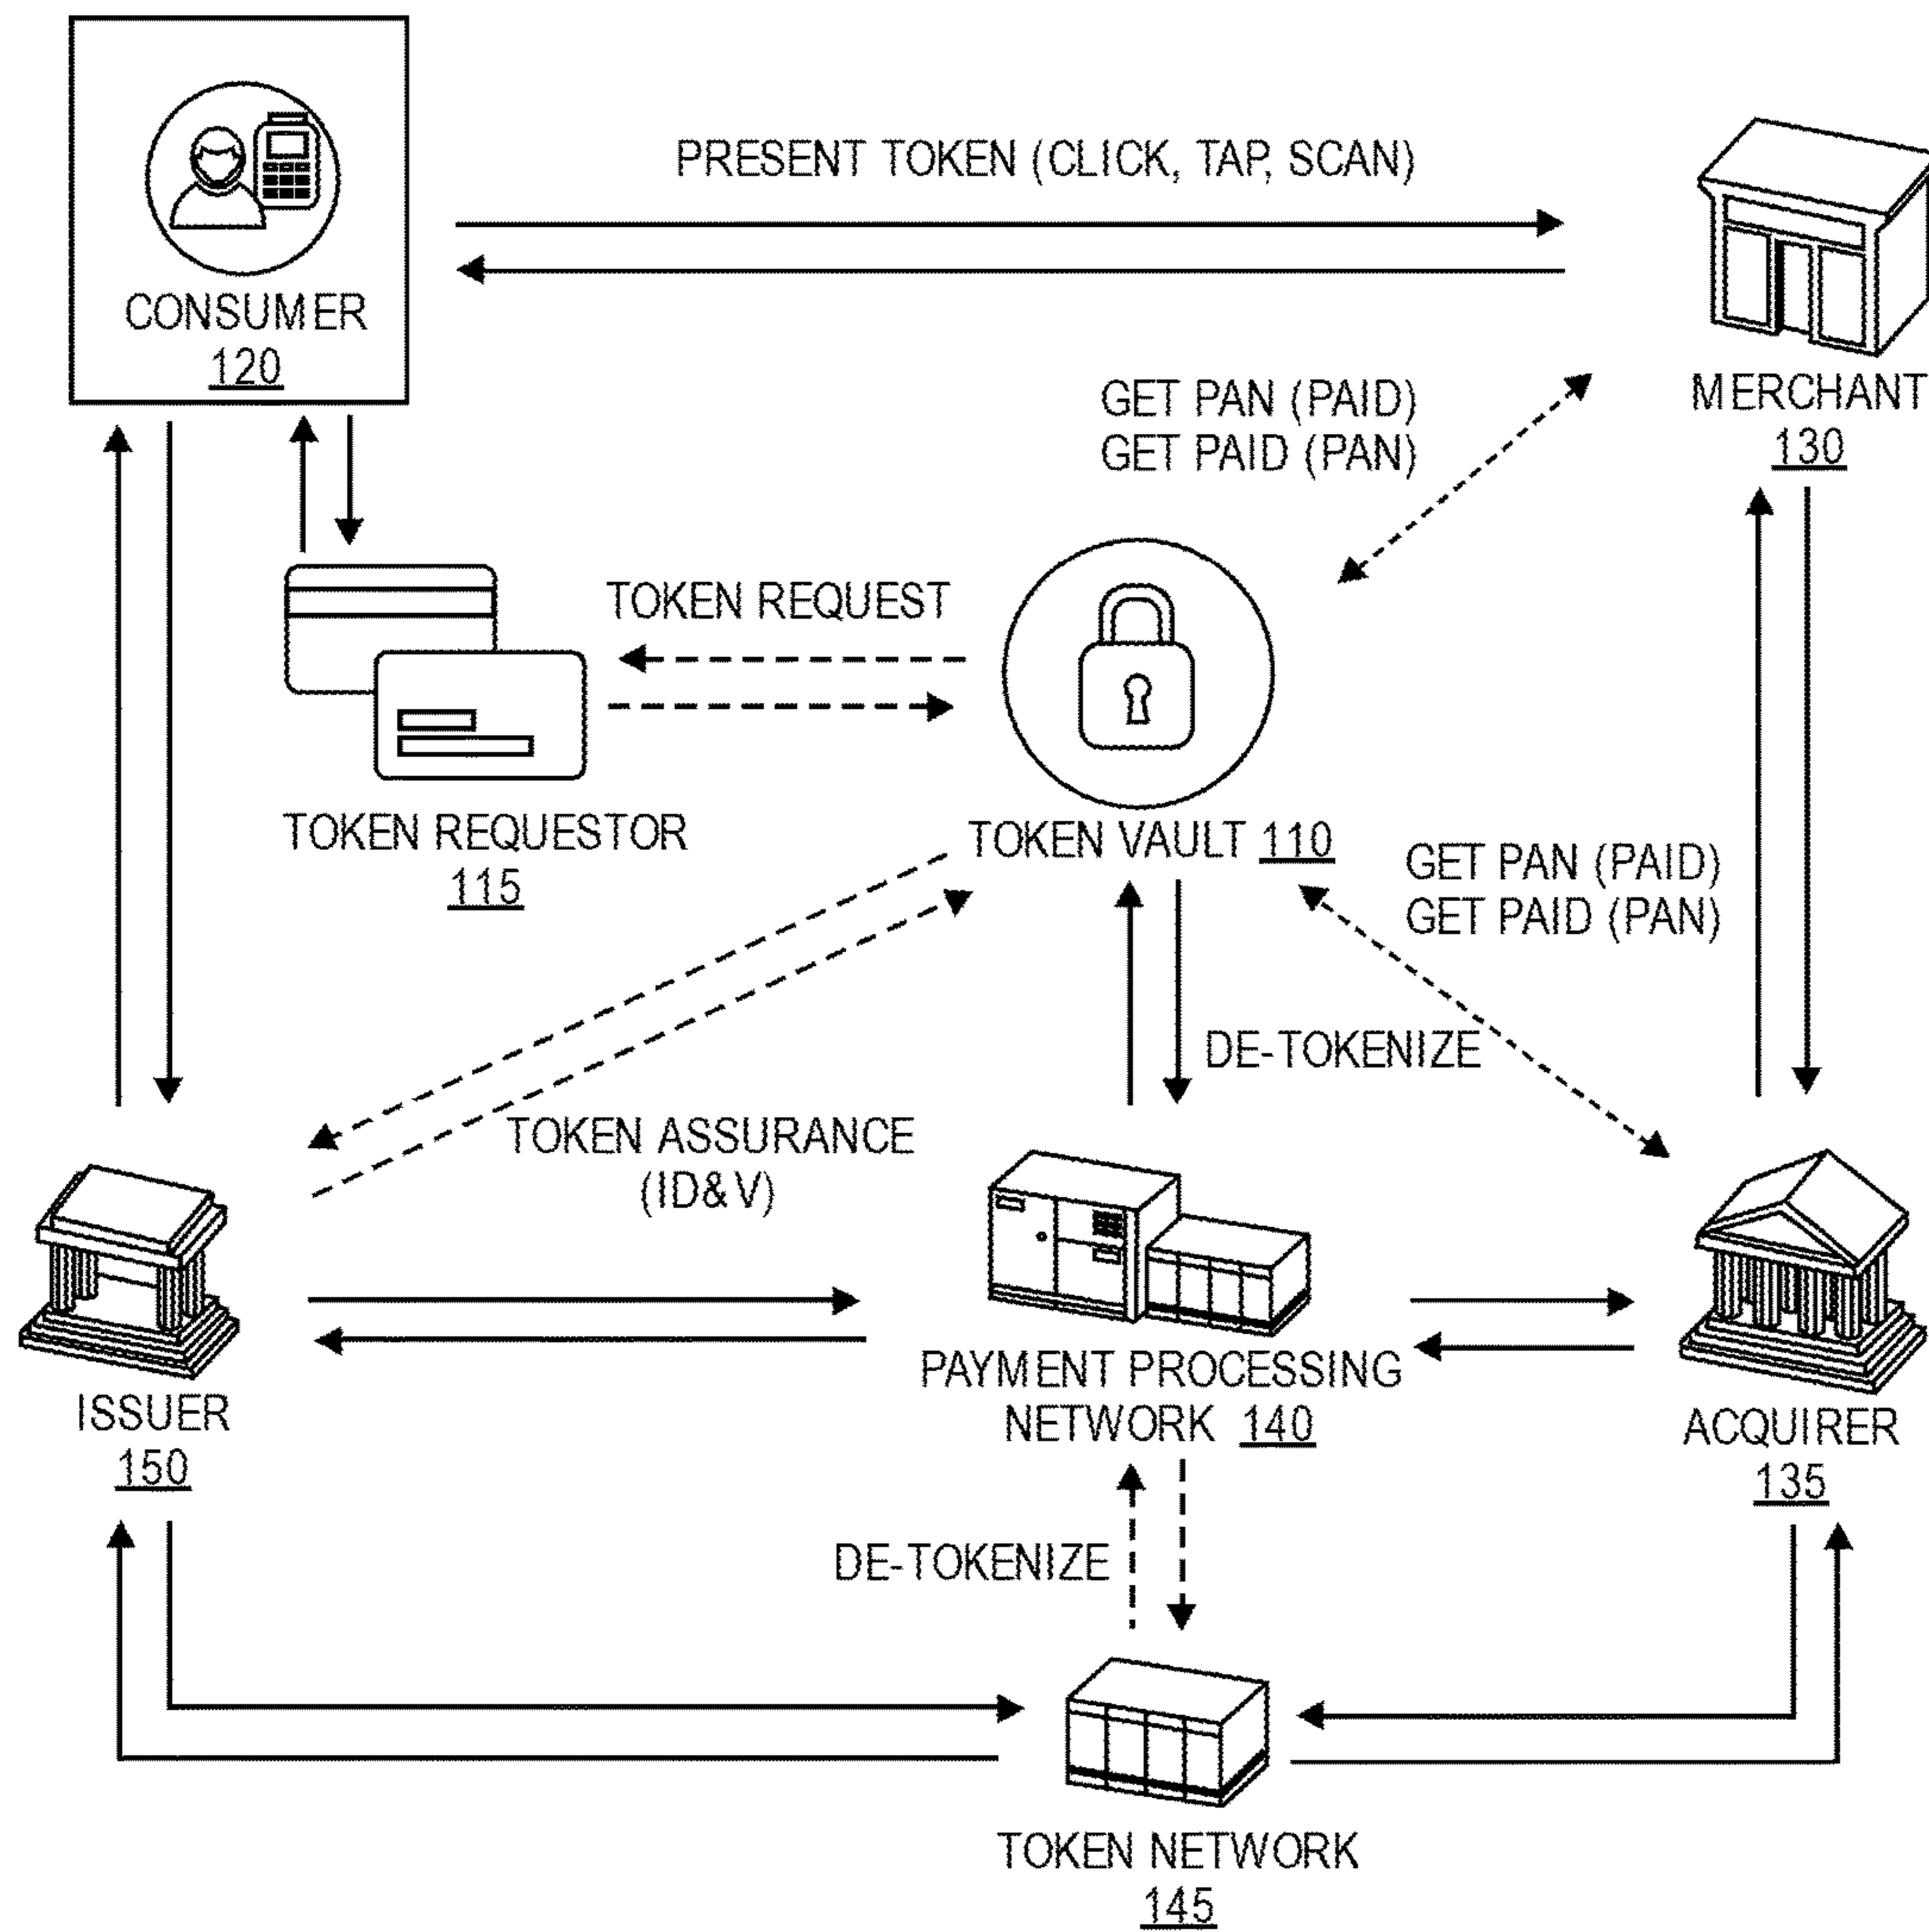 PRESENT TOKEN (CLICK, TAP, SCAN)
CONSUMER
120
MERCHANT
130
GET PAN (PAID)
GET PAID (PAN)
TOKEN REQUEST
TOKEN REQUESTOR
115
TOKEN VAULT 110
GET PAN (PAID)
GET PAID (PAN)
DE-TOKENIZE
TOKEN ASSURANCE
(ID&V)
ISSUER
150
PAYMENT PROCESSING
NETWORK 140
ACQUIRER
135
DE-TOKENIZE
TOKEN NETWORK
145